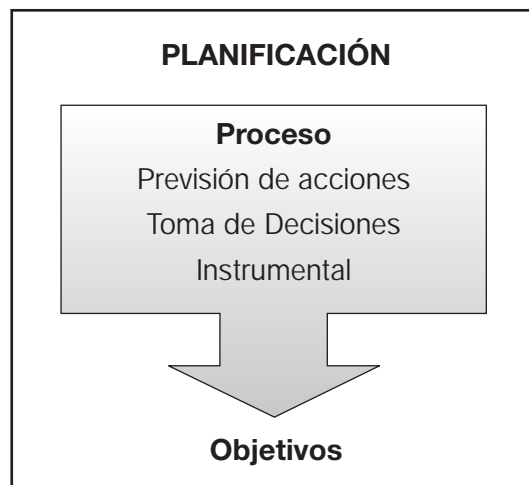 PLANIFICACIÓN
Proceso
Previsión de acciones
Toma de Decisiones
Instrumental
Objetivos